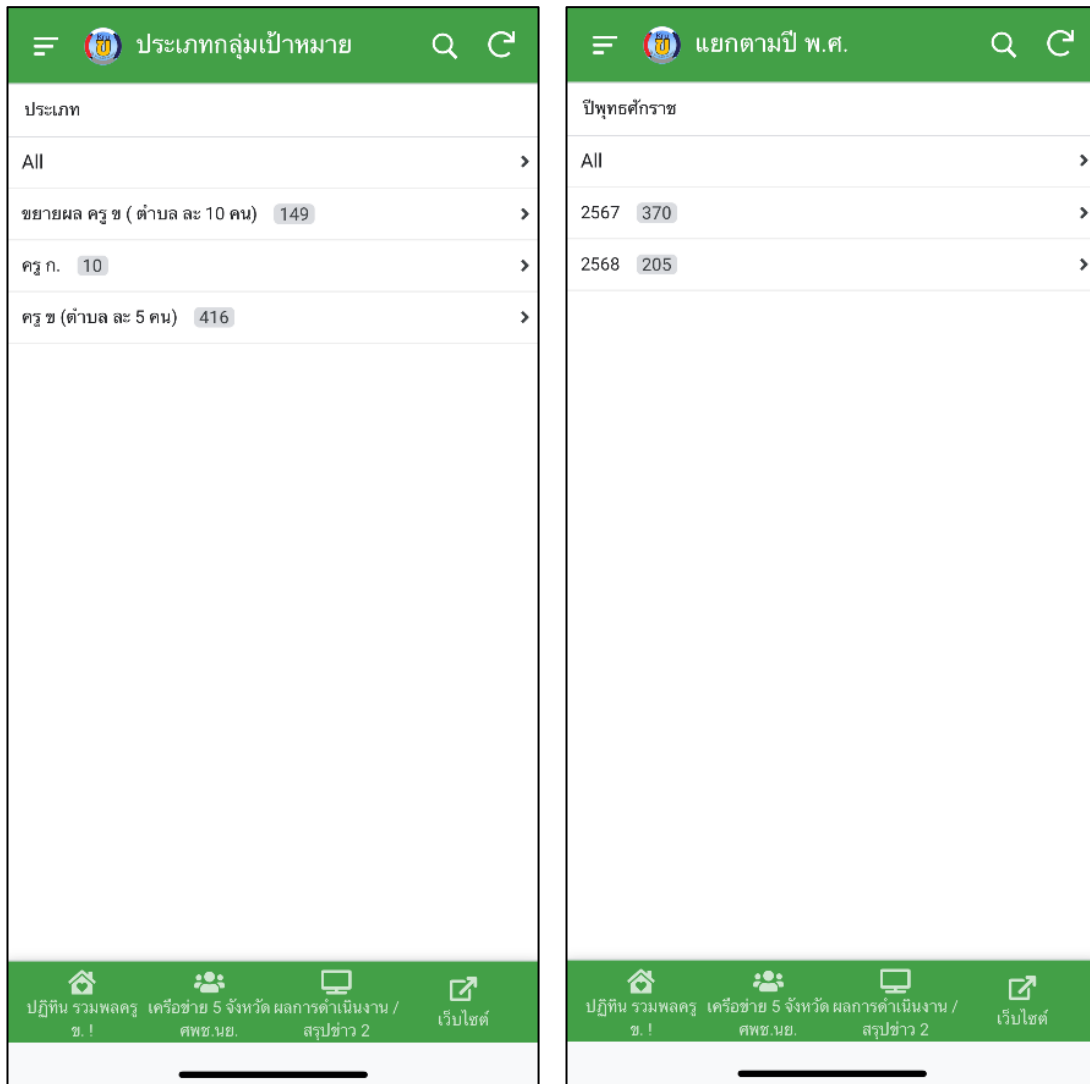 ประเภทกลุ่มเป้าหมาย
ประเภท
All
ขยายผล ครู ข ( ตำบล ละ 10 คน) 149
ครู ก. 10
ครู ข (ตำบล ละ 5 คน) 416
ปฏิทิน รวมพลครู ข. !
เครือข่าย 5 จังหวัด ศพช.นย.
ผลการดำเนินงาน / สรุปข่าว 2
เว็บไซต์
แยกตามปี พ.ศ.
ปีพุทธศักราช
All
2567 370
2568 205
ปฏิทิน รวมพลครู ข. !
เครือข่าย 5 จังหวัด ศพช.นย.
ผลการดำเนินงาน / สรุปข่าว 2
เว็บไซต์